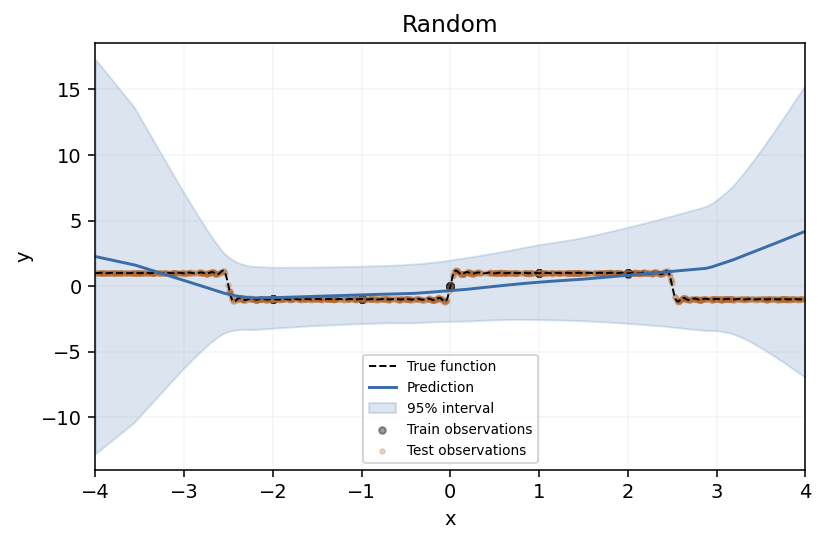 Random
15
10
5
0
−5
−10
y
−4
−3
−2
−1
0
1
2
3
4
x
True function
Prediction
95% interval
Train observations
Test observations